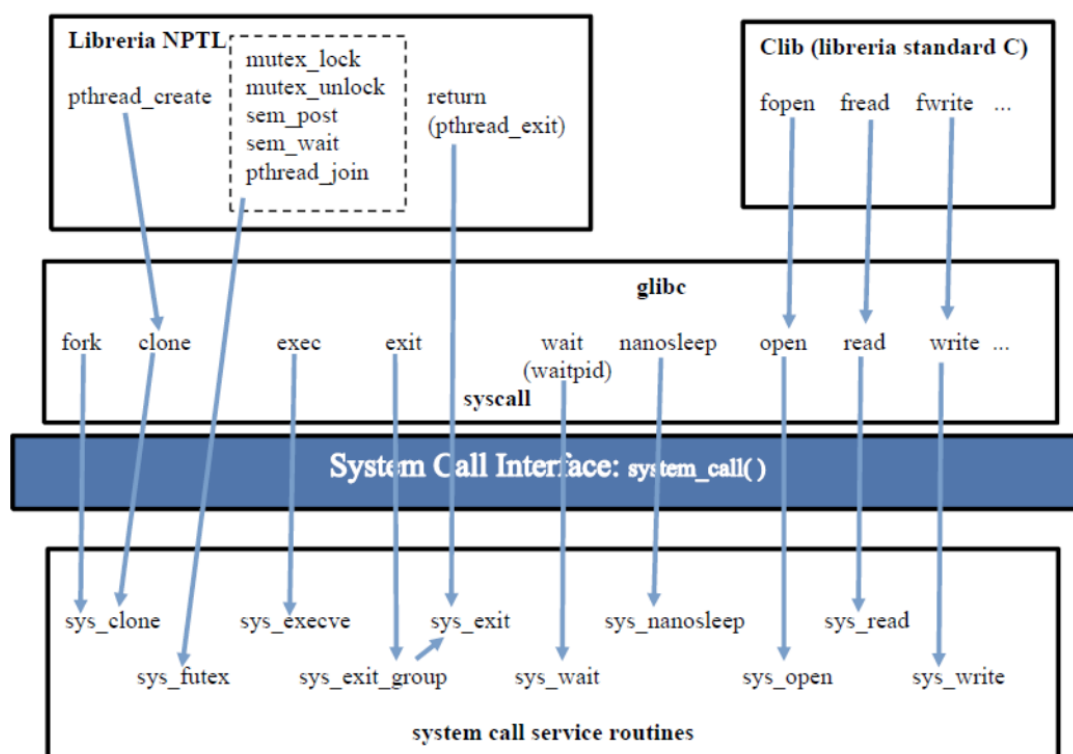 Libreria NPTL
pthread_create
mutex_lock
mutex_unlock
sem_post
sem_wait
pthread_join
return
(pthread_exit)
Clib (libreria standard C)
fopen fread fwrite ...
glibc
fork clone exec exit wait nanosleep open read write ...
(waitpid)
syscall
System Call Interface: system_call( )
sys_clone sys_execve sys_exit sys_nanosleep sys_read
sys_futex sys_exit_group sys_wait sys_open sys_write
system call service routines